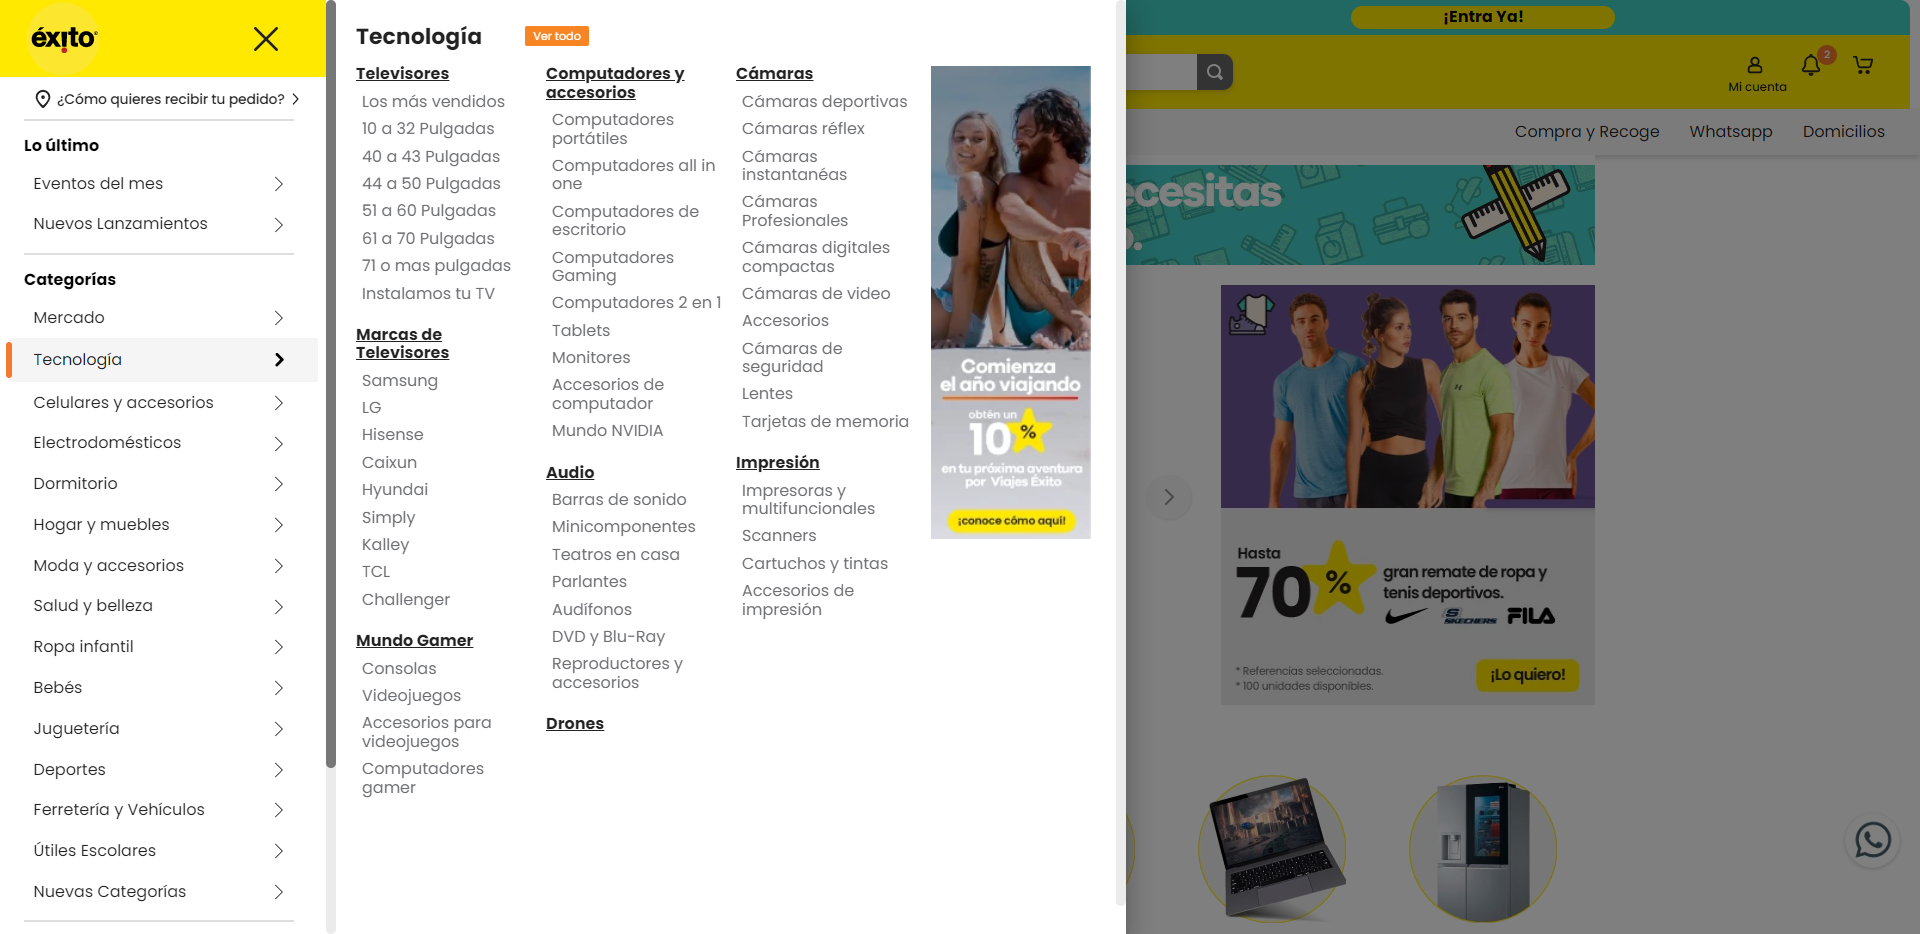 éxito
¿Cómo quieres recibir tu pedido?
Lo último
Eventos del mes
Nuevos Lanzamientos
Categorías
Mercado
Tecnología
Celulares y accesorios
Electrodomésticos
Dormitorio
Hogar y muebles
Moda y accesorios
Salud y belleza
Ropa infantil
Bebés
Juguetería
Deportes
Ferretería y Vehículos
Útiles Escolares
Nuevas Categorías
Tecnología
Ver todo
Televisores
Los más vendidos
10 a 32 Pulgadas
40 a 43 Pulgadas
44 a 50 Pulgadas
51 a 60 Pulgadas
61 a 70 Pulgadas
71 o mas pulgadas
Instalamos tu TV
Marcas de
Televisores
Samsung
LG
Hisense
Caixun
Hyundai
Simply
Kalley
TCL
Challenger
Mundo Gamer
Consolas
Videojuegos
Accesorios para
videojuegos
Computadores
gamer
Computadores y
accesorios
Computadores
portátiles
Computadores all in
one
Computadores de
escritorio
Computadores
Gaming
Computadores 2 en 1
Tablets
Monitores
Accesorios de
computador
Mundo NVIDIA
Audio
Barras de sonido
Minicomponentes
Teatros en casa
Parlantes
Audífonos
DVD y Blu-Ray
Reproductores y
accesorios
Drones
Cámaras
Cámaras deportivas
Cámaras réflex
Cámaras
instantanéas
Cámaras
Profesionales
Cámaras digitales
compactas
Cámaras de video
Accesorios
Cámaras de
seguridad
Lentes
Tarjetas de memoria
Impresión
Impresoras y
multifuncionales
Scanners
Cartuchos y tintas
Accesorios de
impresión
Comienza
el año viajando
obtén un
10 %
en tu próxima aventura
por Viajes Éxito
¡conoce cómo aquí!
¡Entra Ya!
Mi cuenta
2
Compra y Recoge
Whatsapp
Domicilios
ecesitas
o.
Hasta
70 %
gran remate de ropa y
tenis deportivos.
SKECHERS FILA
* Referencias seleccionadas.
* 100 unidades disponibles.
¡Lo quiero!